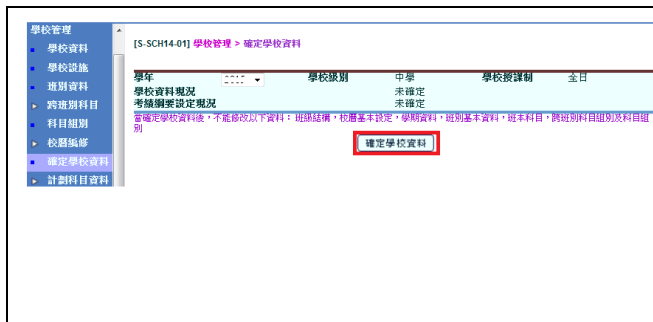 學校管理
學校資料
學校設施
班別資料
跨班別科目
科目組別
校曆編修
確定學校資料
計劃科目資料
[S-SCH14-01] 學校管理 > 確定學校資料
學年 學校級別 中學 學校授課制 全日
學校資料現況 未確定
考績綱要設定現況 未確定
當確定學校資料後，不能修改以下資料： 班級結構，校曆基本設定，學期資料，班別基本資料，班本科目，跨班別科目組別及科目組
別
確定學校資料